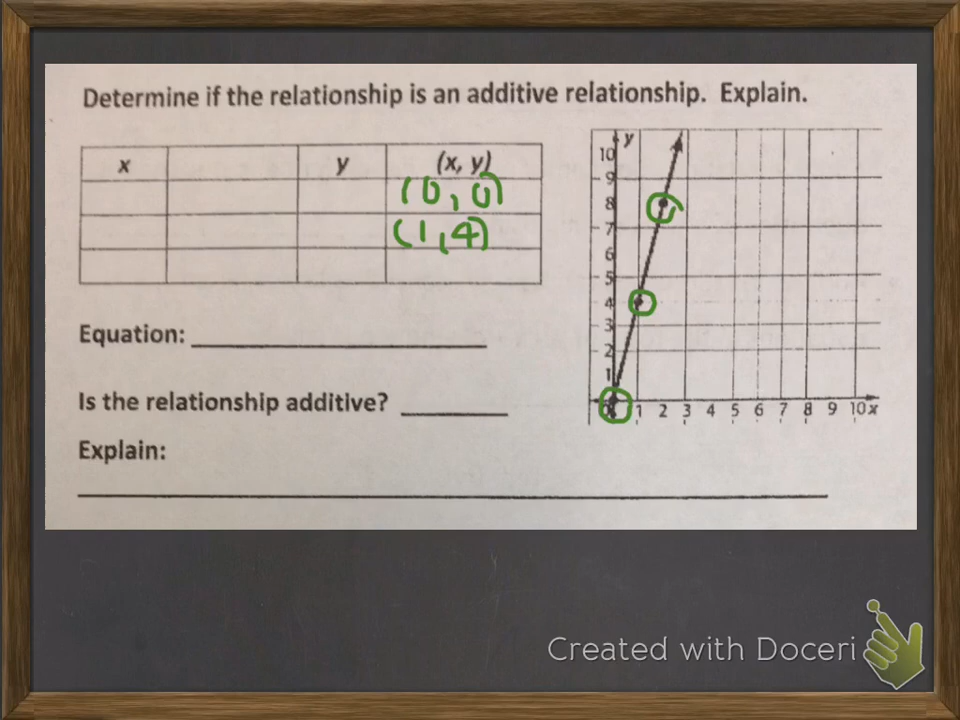 Determine if the relationship is an additive relationship. Explain.
x y (x, y)
(0, 0)
(1, 4)
Equation:
Is the relationship additive?
Explain:
y
10
9
8
7
6
5
4
3
2
1
0 1 2 3 4 5 6 7 8 9 10 x
Created with Doceri